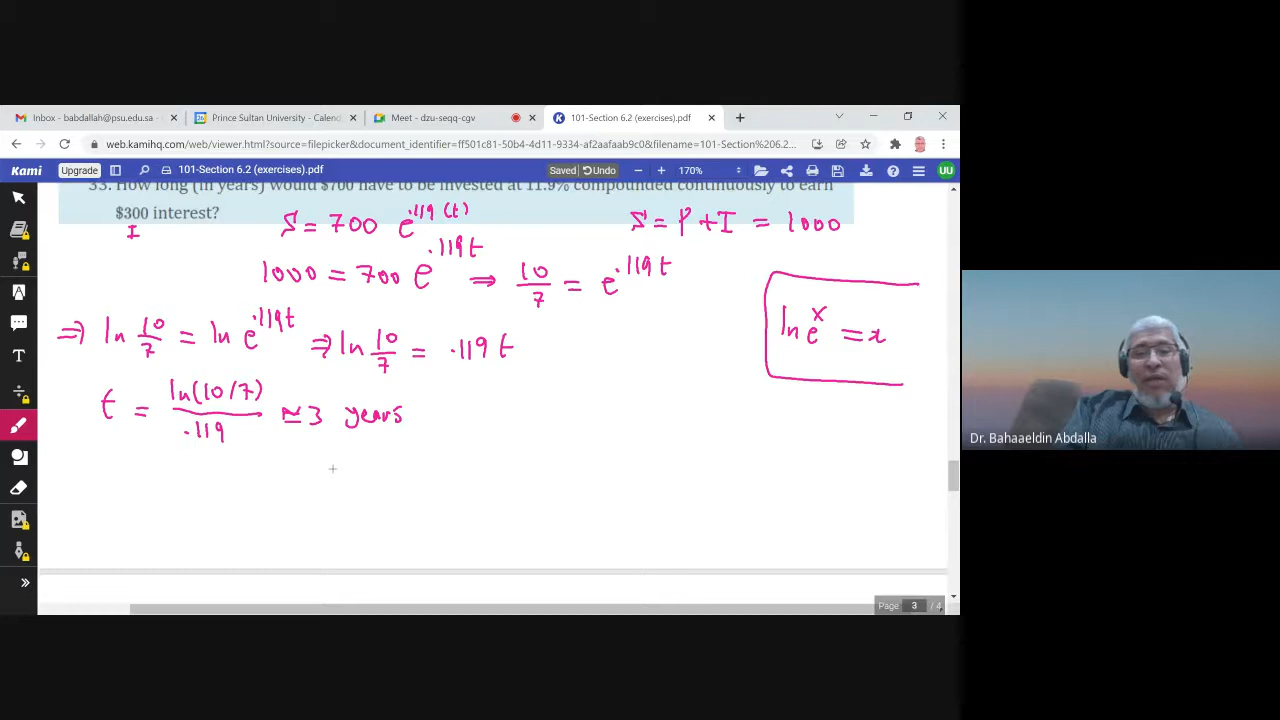 Inbox - babdallah@psu.edu.sa -
Prince Sultan University - Calend
Meet - dzu-seqq-cgv
101-Section 6.2 (exercises).pdf
web.kamihq.com/web/viewer.html?source=filepicker&document_identifier=ff501c81-50b4-4d11-9334-af2aafaab9c0&filename=101-Section%206.2...
Kami Upgrade 101-Section 6.2 (exercises).pdf Saved Undo 170% UU
33. How long (in years) would $700 have to be invested at 11.9% compounded continuously to earn
$300 interest?
I
S = 700 e^.119(t) S = P + I = 1000
1000 = 700 e^.119t ⇒ 10/7 = e^.119t
⇒ ln 10/7 = ln e^.119t ⇒ ln 10/7 = .119 t
ln e^x = x
t = ln(10/7)/.119 ≃ 3 years
Dr. Bahaaeldin Abdalla
Page 3 / 4